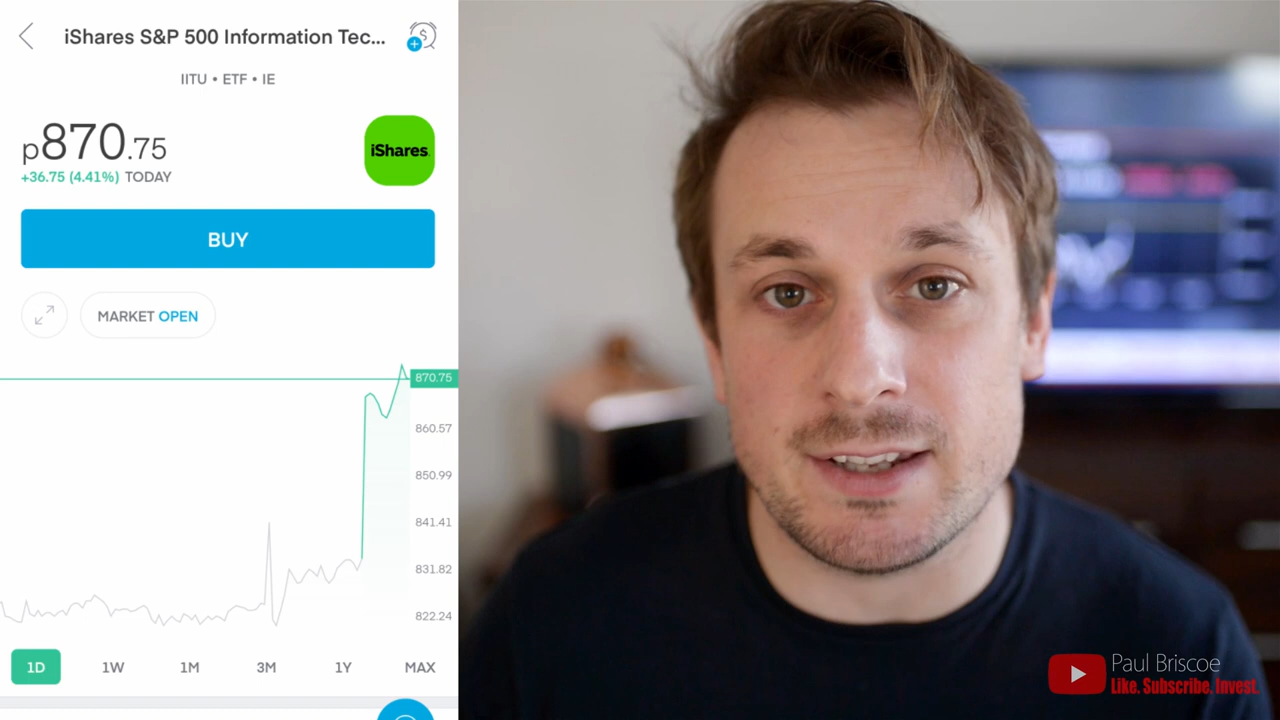 iShares S&P 500 Information Tec...
IITU • ETF • IE
p870.75
+36.75 (4.41%) TODAY
iShares
BUY
MARKET OPEN
870.75
860.57
850.99
841.41
831.82
822.24
1D 1W 1M 3M 1Y MAX
Paul Briscoe
Like. Subscribe. Invest.